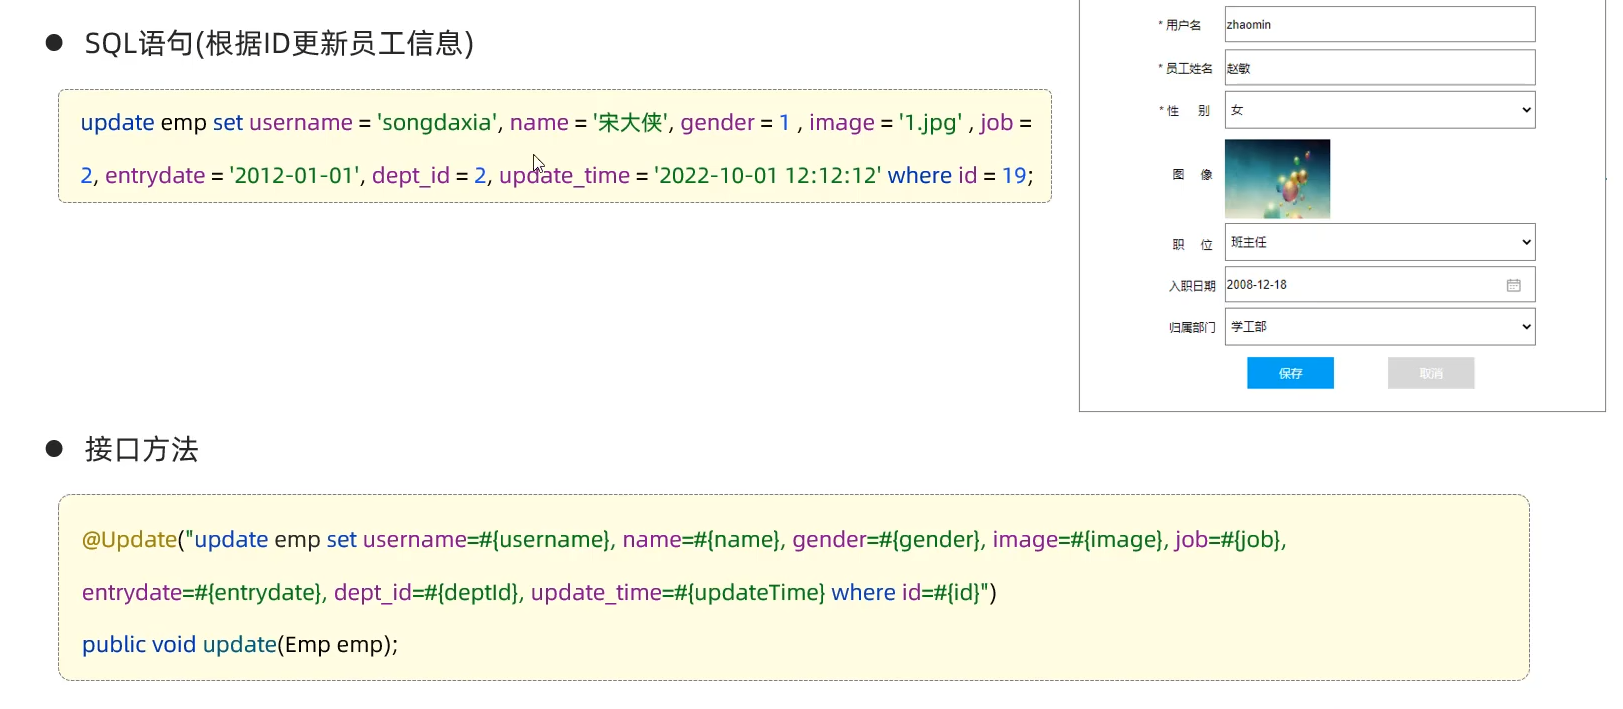 SQL语句(根据ID更新员工信息)
update emp set username = 'songdaxia', name = '宋大侠', gender = 1 , image = '1.jpg' , job =
2, entrydate = '2012-01-01', dept_id = 2, update_time = '2022-10-01 12:12:12' where id = 19;
* 用户名 zhaomin
* 员工姓名 赵敏
* 性 别 女
图 像
职 位 班主任
入职日期 2008-12-18
归属部门 学工部
保存 取消
接口方法
@Update("update emp set username=#{username}, name=#{name}, gender=#{gender}, image=#{image}, job=#{job},
entrydate=#{entrydate}, dept_id=#{deptId}, update_time=#{updateTime} where id=#{id}")
public void update(Emp emp);